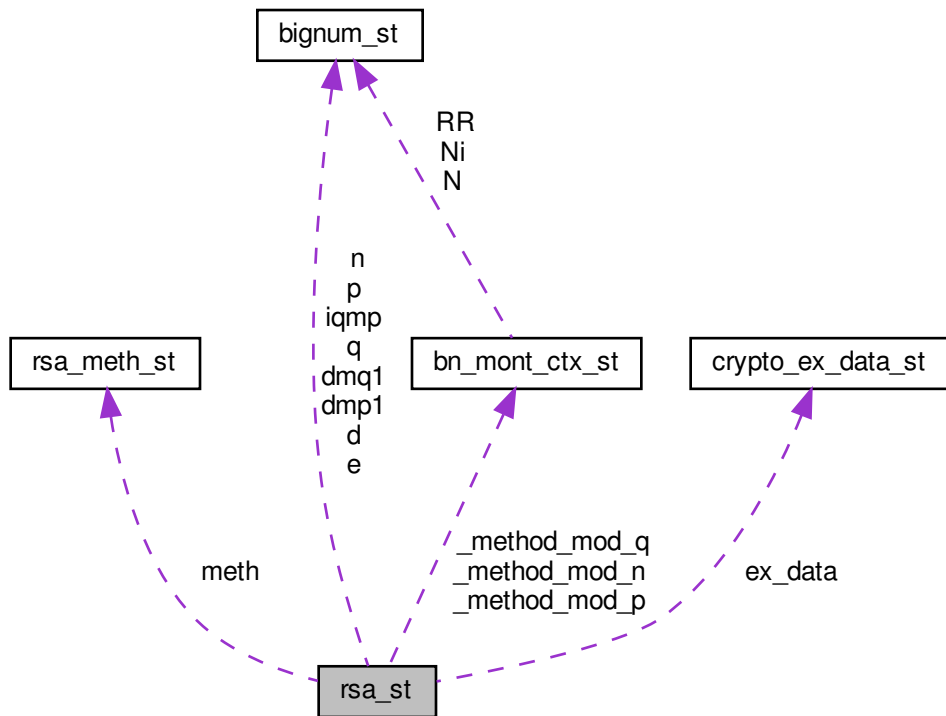 bignum_st
RR
Ni
N
n
p
iqmp
q
dmq1
dmp1
d
e
rsa_meth_st
bn_mont_ctx_st
crypto_ex_data_st
meth
_method_mod_q
_method_mod_n
_method_mod_p
ex_data
rsa_st